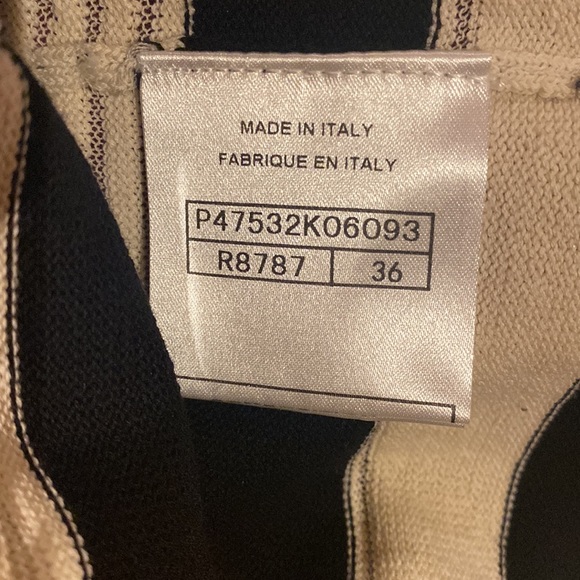 MADE IN ITALY
FABRIQUE EN ITALY
P47532K06093
R8787 36